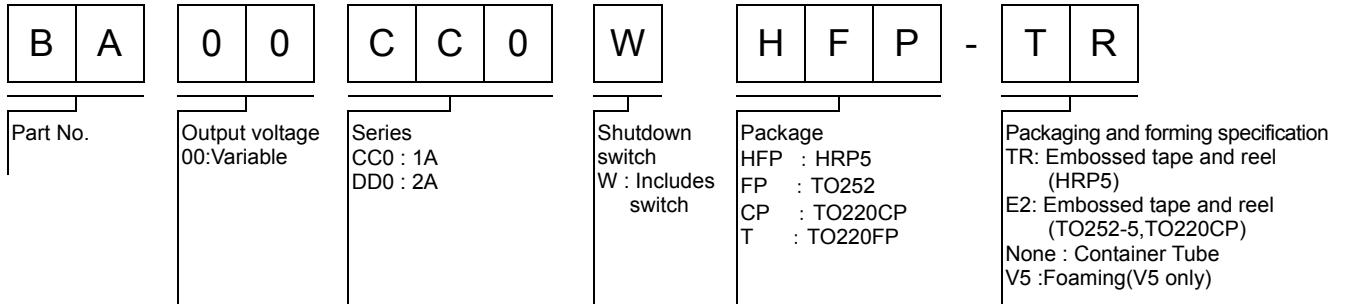 B A 0 0 C C 0 W H F P - T R
Part No.
Output voltage
00:Variable
Series
CC0 : 1A
DD0 : 2A
Shutdown
switch
W : Includes
switch
Package
HFP : HRP5
FP : TO252
CP : TO220CP
T : TO220FP
Packaging and forming specification
TR: Embossed tape and reel
(HRP5)
E2: Embossed tape and reel
(TO252-5,TO220CP)
None : Container Tube
V5 :Foaming(V5 only)